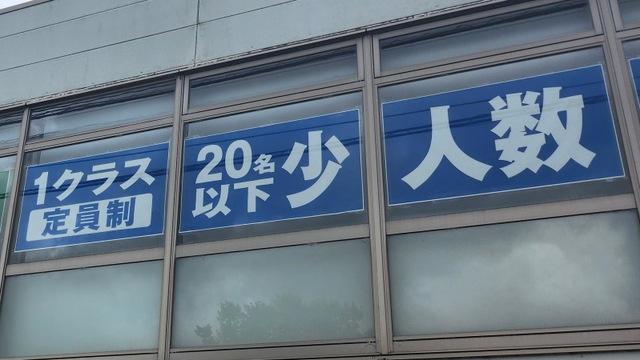 1クラス
定員制
20名
以下
少人数